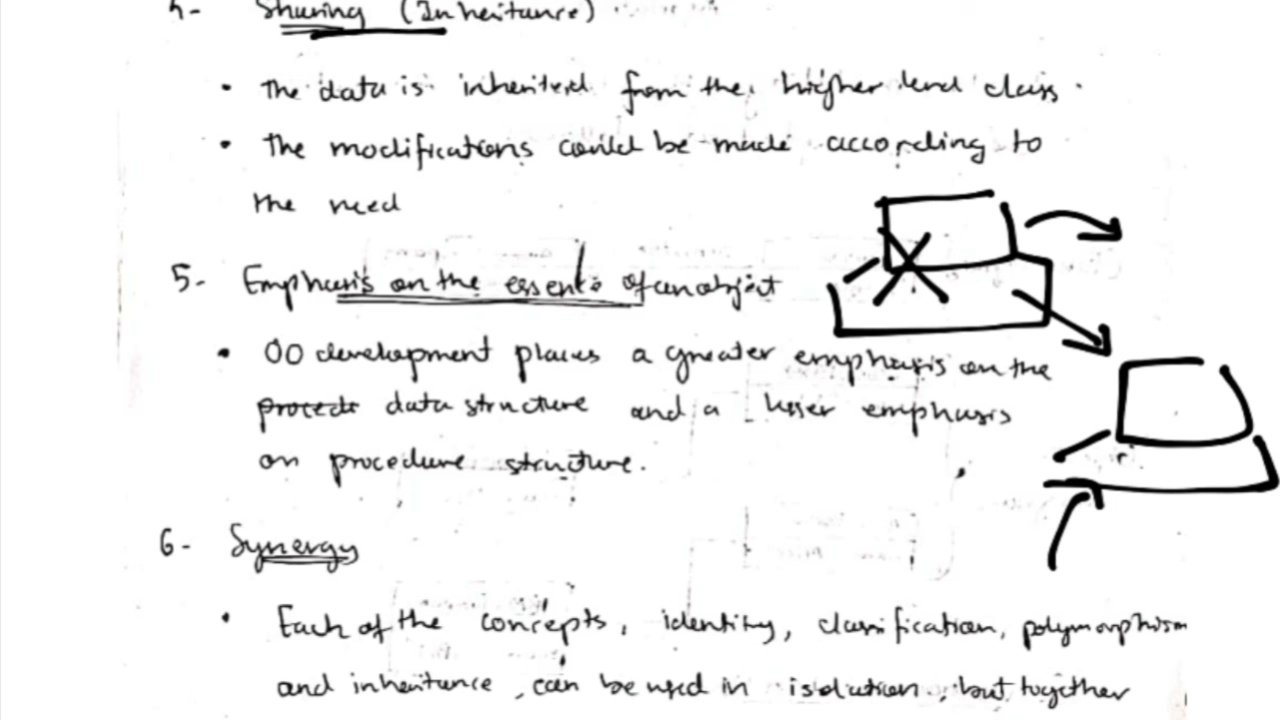 4- Sharing (Inheritance)
• The data is inherited from the higher level class.
• The modifications could be made according to
the need
5- Emphasis on the essence of an object
• OO development places a greater emphasis on the
procede data structure and a lesser emphasis
on procedure structure.
6- Synergy
• Each of the concepts, identity, classification, polymorphism
and inheritance, can be used in isolation, but together